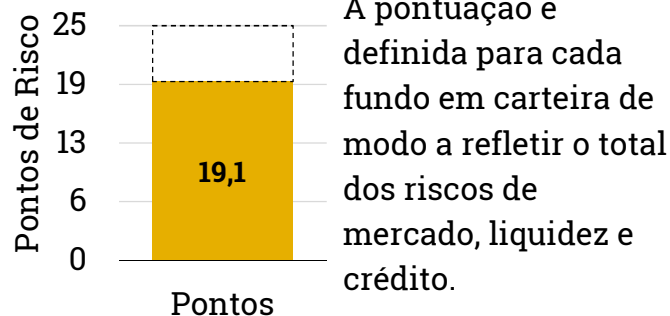 Pontos de Risco
25
19
13
6
0
19,1
Pontos
A pontuação é
definida para cada
fundo em carteira de
modo a refletir o total
dos riscos de
mercado, liquidez e
crédito.